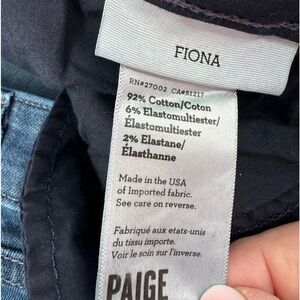 FIONA
RN#27002 CA#51217
92% Cotton/Coton
6% Elastomultiester/
Élastomultiester
2% Elastane/
Élasthanne
Made in the USA
of Imported fabric.
See care on reverse.
Fabriqué aux etats-unis
du tissu importe.
Voir le soin sur l'inverse.
PAIGE